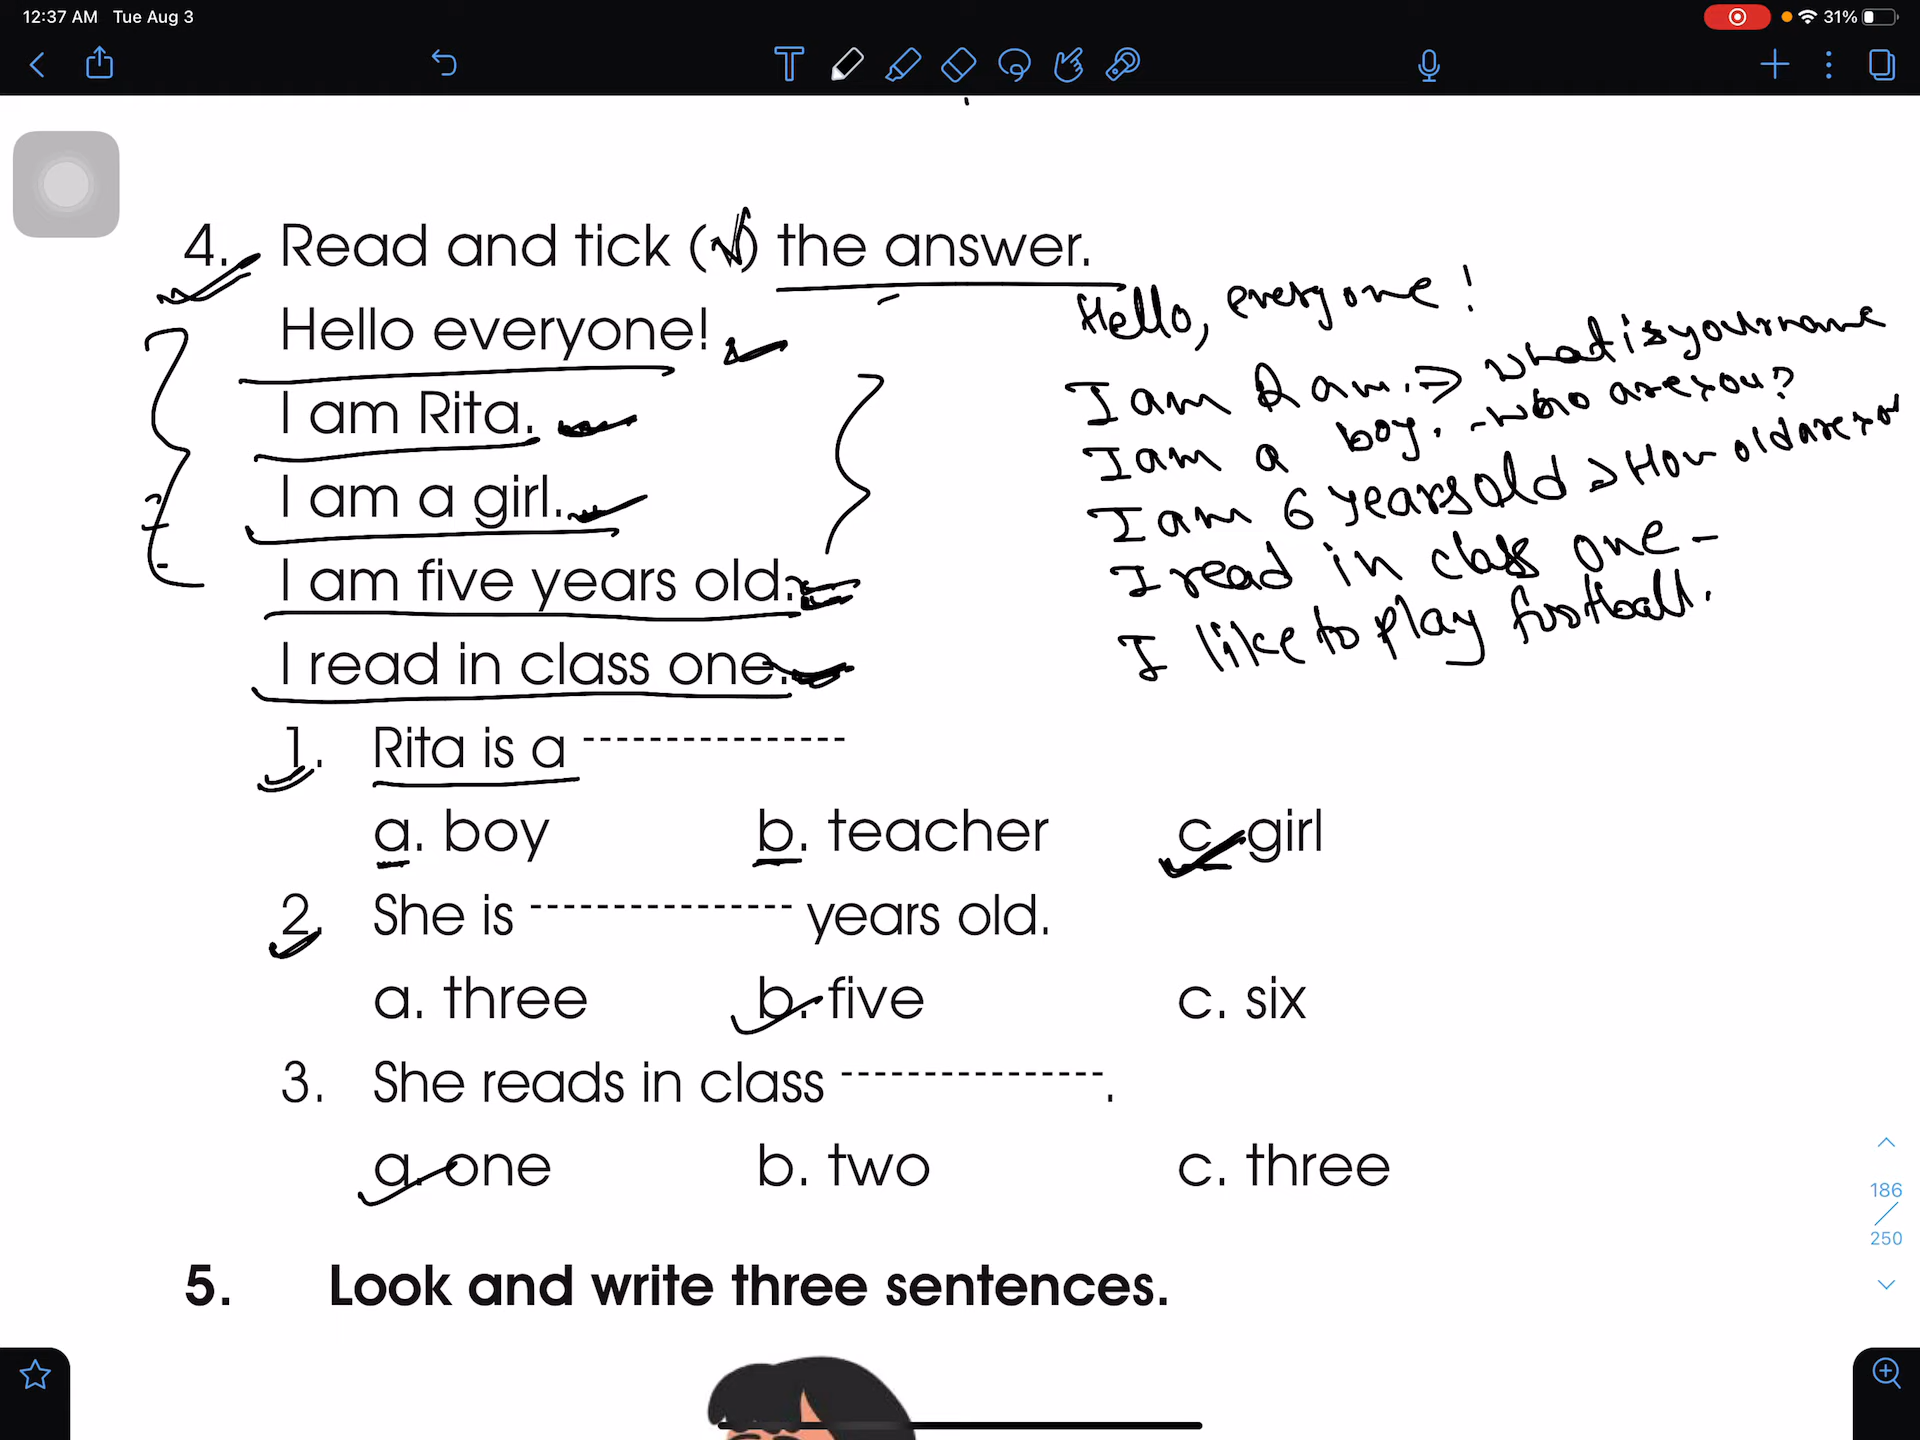 12:37 AM Tue Aug 3
31%
4. Read and tick (✓) the answer.
Hello everyone!
I am Rita.
I am a girl.
I am five years old.
I read in class one.
Hello, everyone!
I am Ram. ⇒ what is your name
I am a boy. - who are you?
I am 6 years old ⇒ How old are you
I read in class one -
I like to play football.
1. Rita is a ----------------
a. boy b. teacher c. girl
2. She is ---------------- years old.
a. three b. five c. six
3. She reads in class ----------------.
a. one b. two c. three
5. Look and write three sentences.
186
/
250